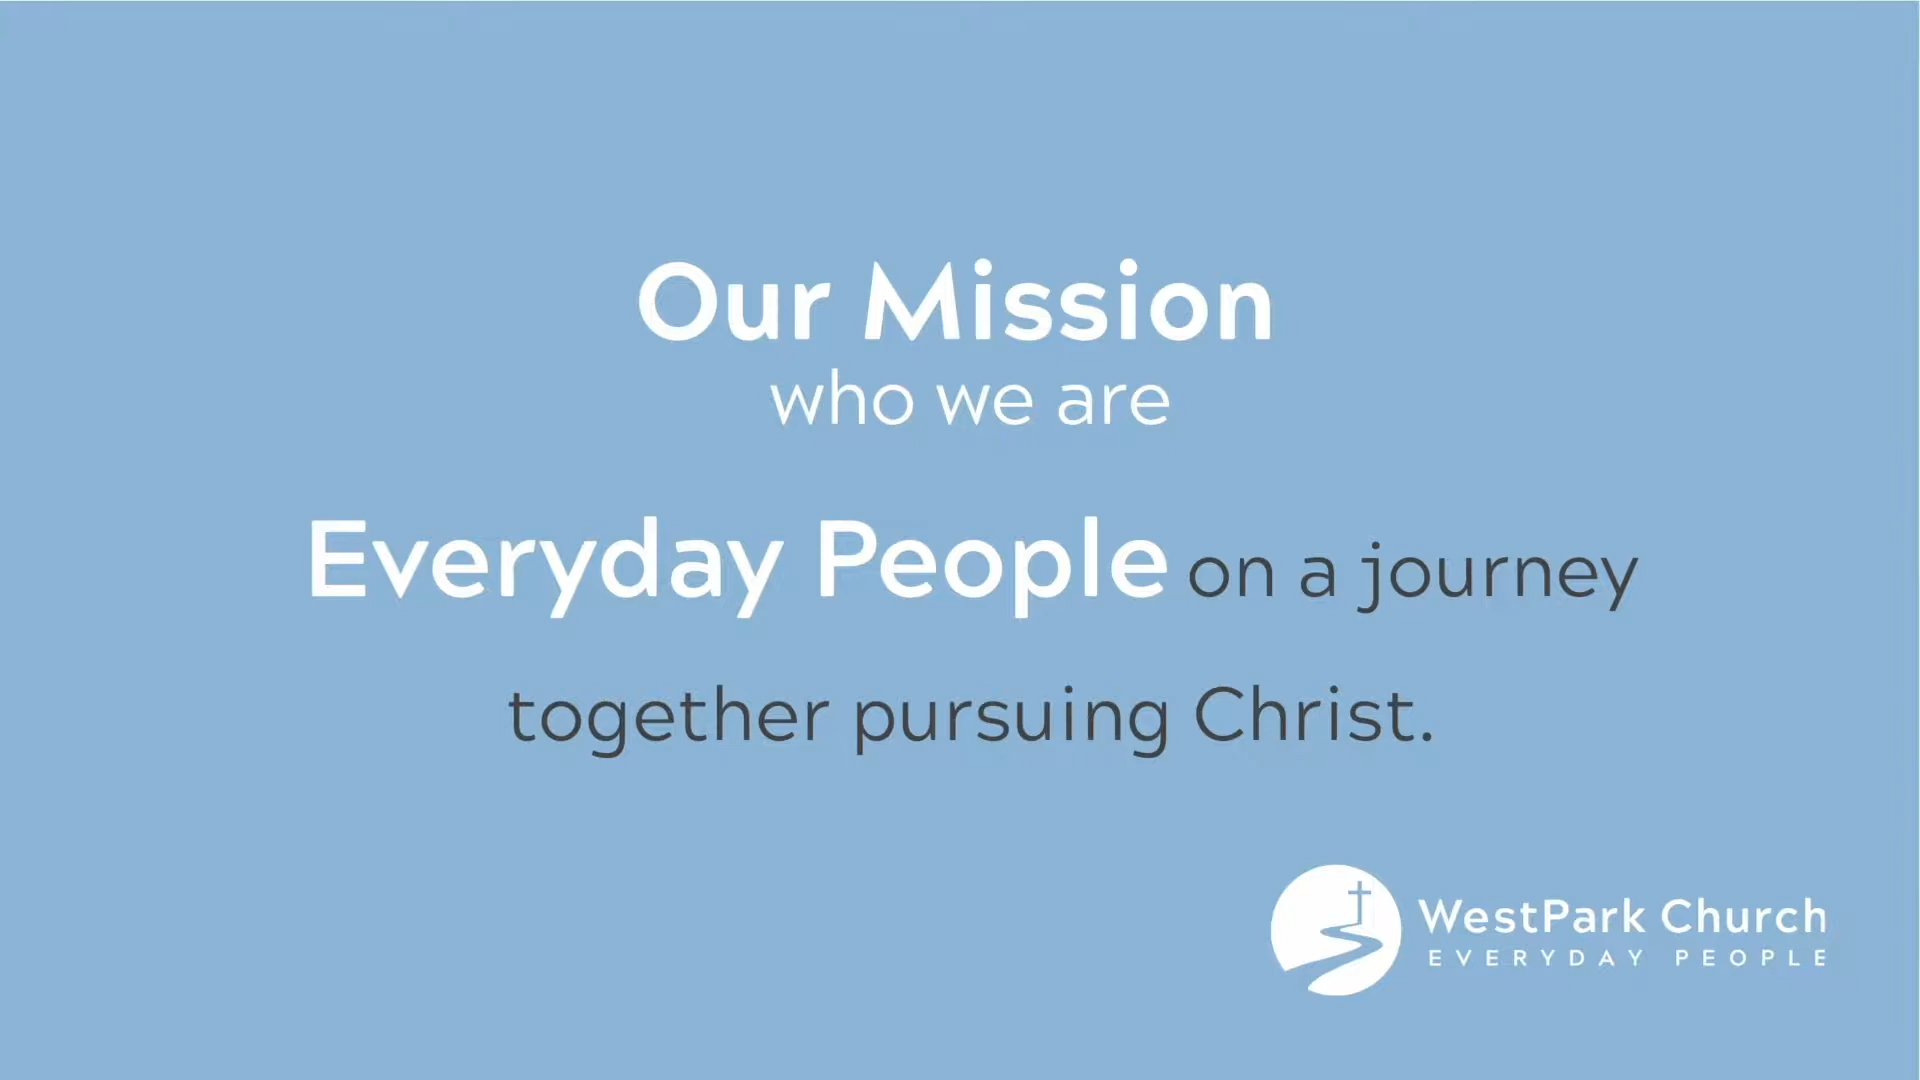 Our Mission
who we are
Everyday People on a journey
together pursuing Christ.
WestPark Church
EVERYDAY PEOPLE